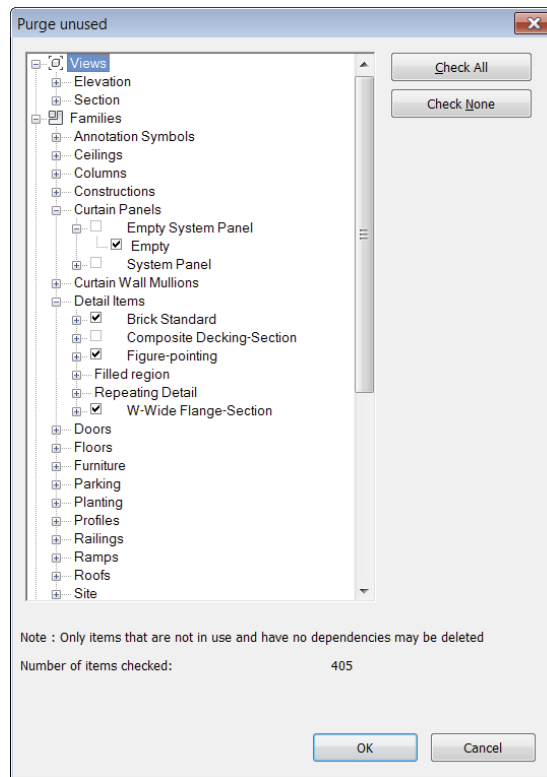 Purge unused
Views
Elevation
Section
Families
Annotation Symbols
Ceilings
Columns
Constructions
Curtain Panels
Empty System Panel
Empty
System Panel
Curtain Wall Mullions
Detail Items
Brick Standard
Composite Decking-Section
Figure-pointing
Filled region
Repeating Detail
W-Wide Flange-Section
Doors
Floors
Furniture
Parking
Planting
Profiles
Railings
Ramps
Roofs
Site
Check All
Check None
Note : Only items that are not in use and have no dependencies may be deleted
Number of items checked: 405
OK Cancel